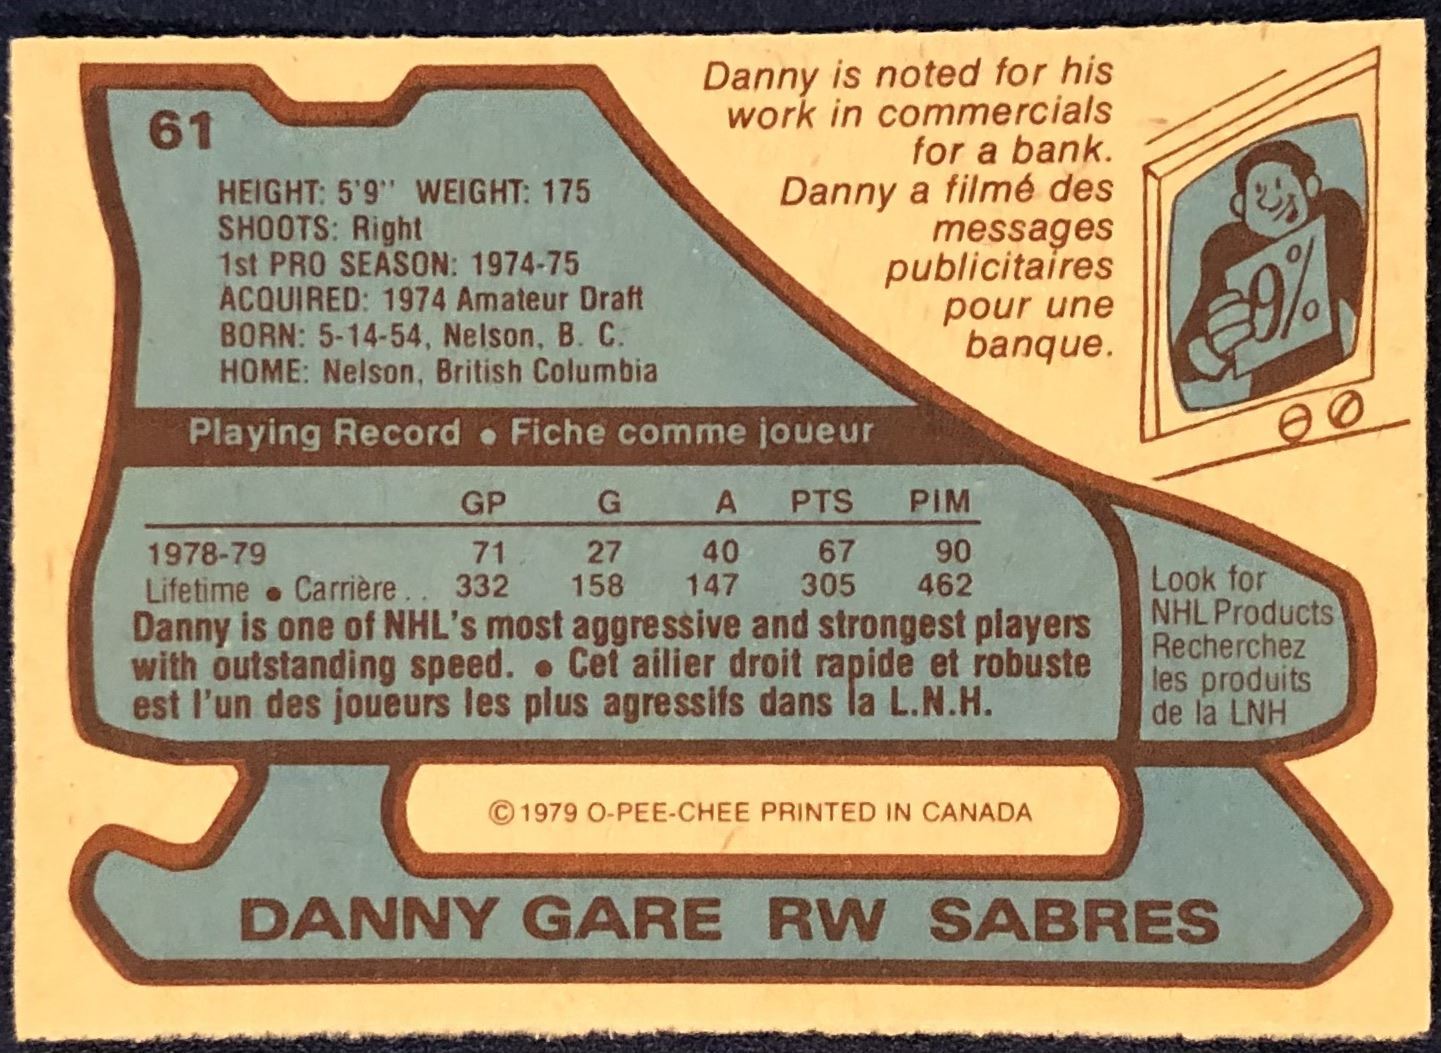 61
HEIGHT: 5'9" WEIGHT: 175
SHOOTS: Right
1st PRO SEASON: 1974-75
ACQUIRED: 1974 Amateur Draft
BORN: 5-14-54, Nelson, B. C.
HOME: Nelson, British Columbia
Danny is noted for his
work in commercials
for a bank.
Danny a filmé des
messages
publicitaires
pour une
banque.
9%
Playing Record • Fiche comme joueur
GP G A PTS PIM
1978-79 71 27 40 67 90
Lifetime • Carrière . . 332 158 147 305 462
Danny is one of NHL's most aggressive and strongest players
with outstanding speed. • Cet ailier droit rapide et robuste
est l'un des joueurs les plus agressifs dans la L.N.H.
Look for
NHL Products
Recherchez
les produits
de la LNH
© 1979 O-PEE-CHEE PRINTED IN CANADA
DANNY GARE RW SABRES